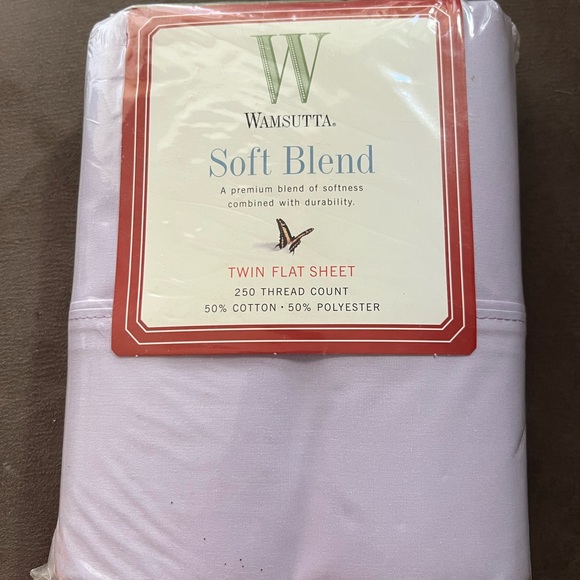 W
WAMSUTTA®
Soft Blend
A premium blend of softness
combined with durability.
TWIN FLAT SHEET
250 THREAD COUNT
50% COTTON • 50% POLYESTER